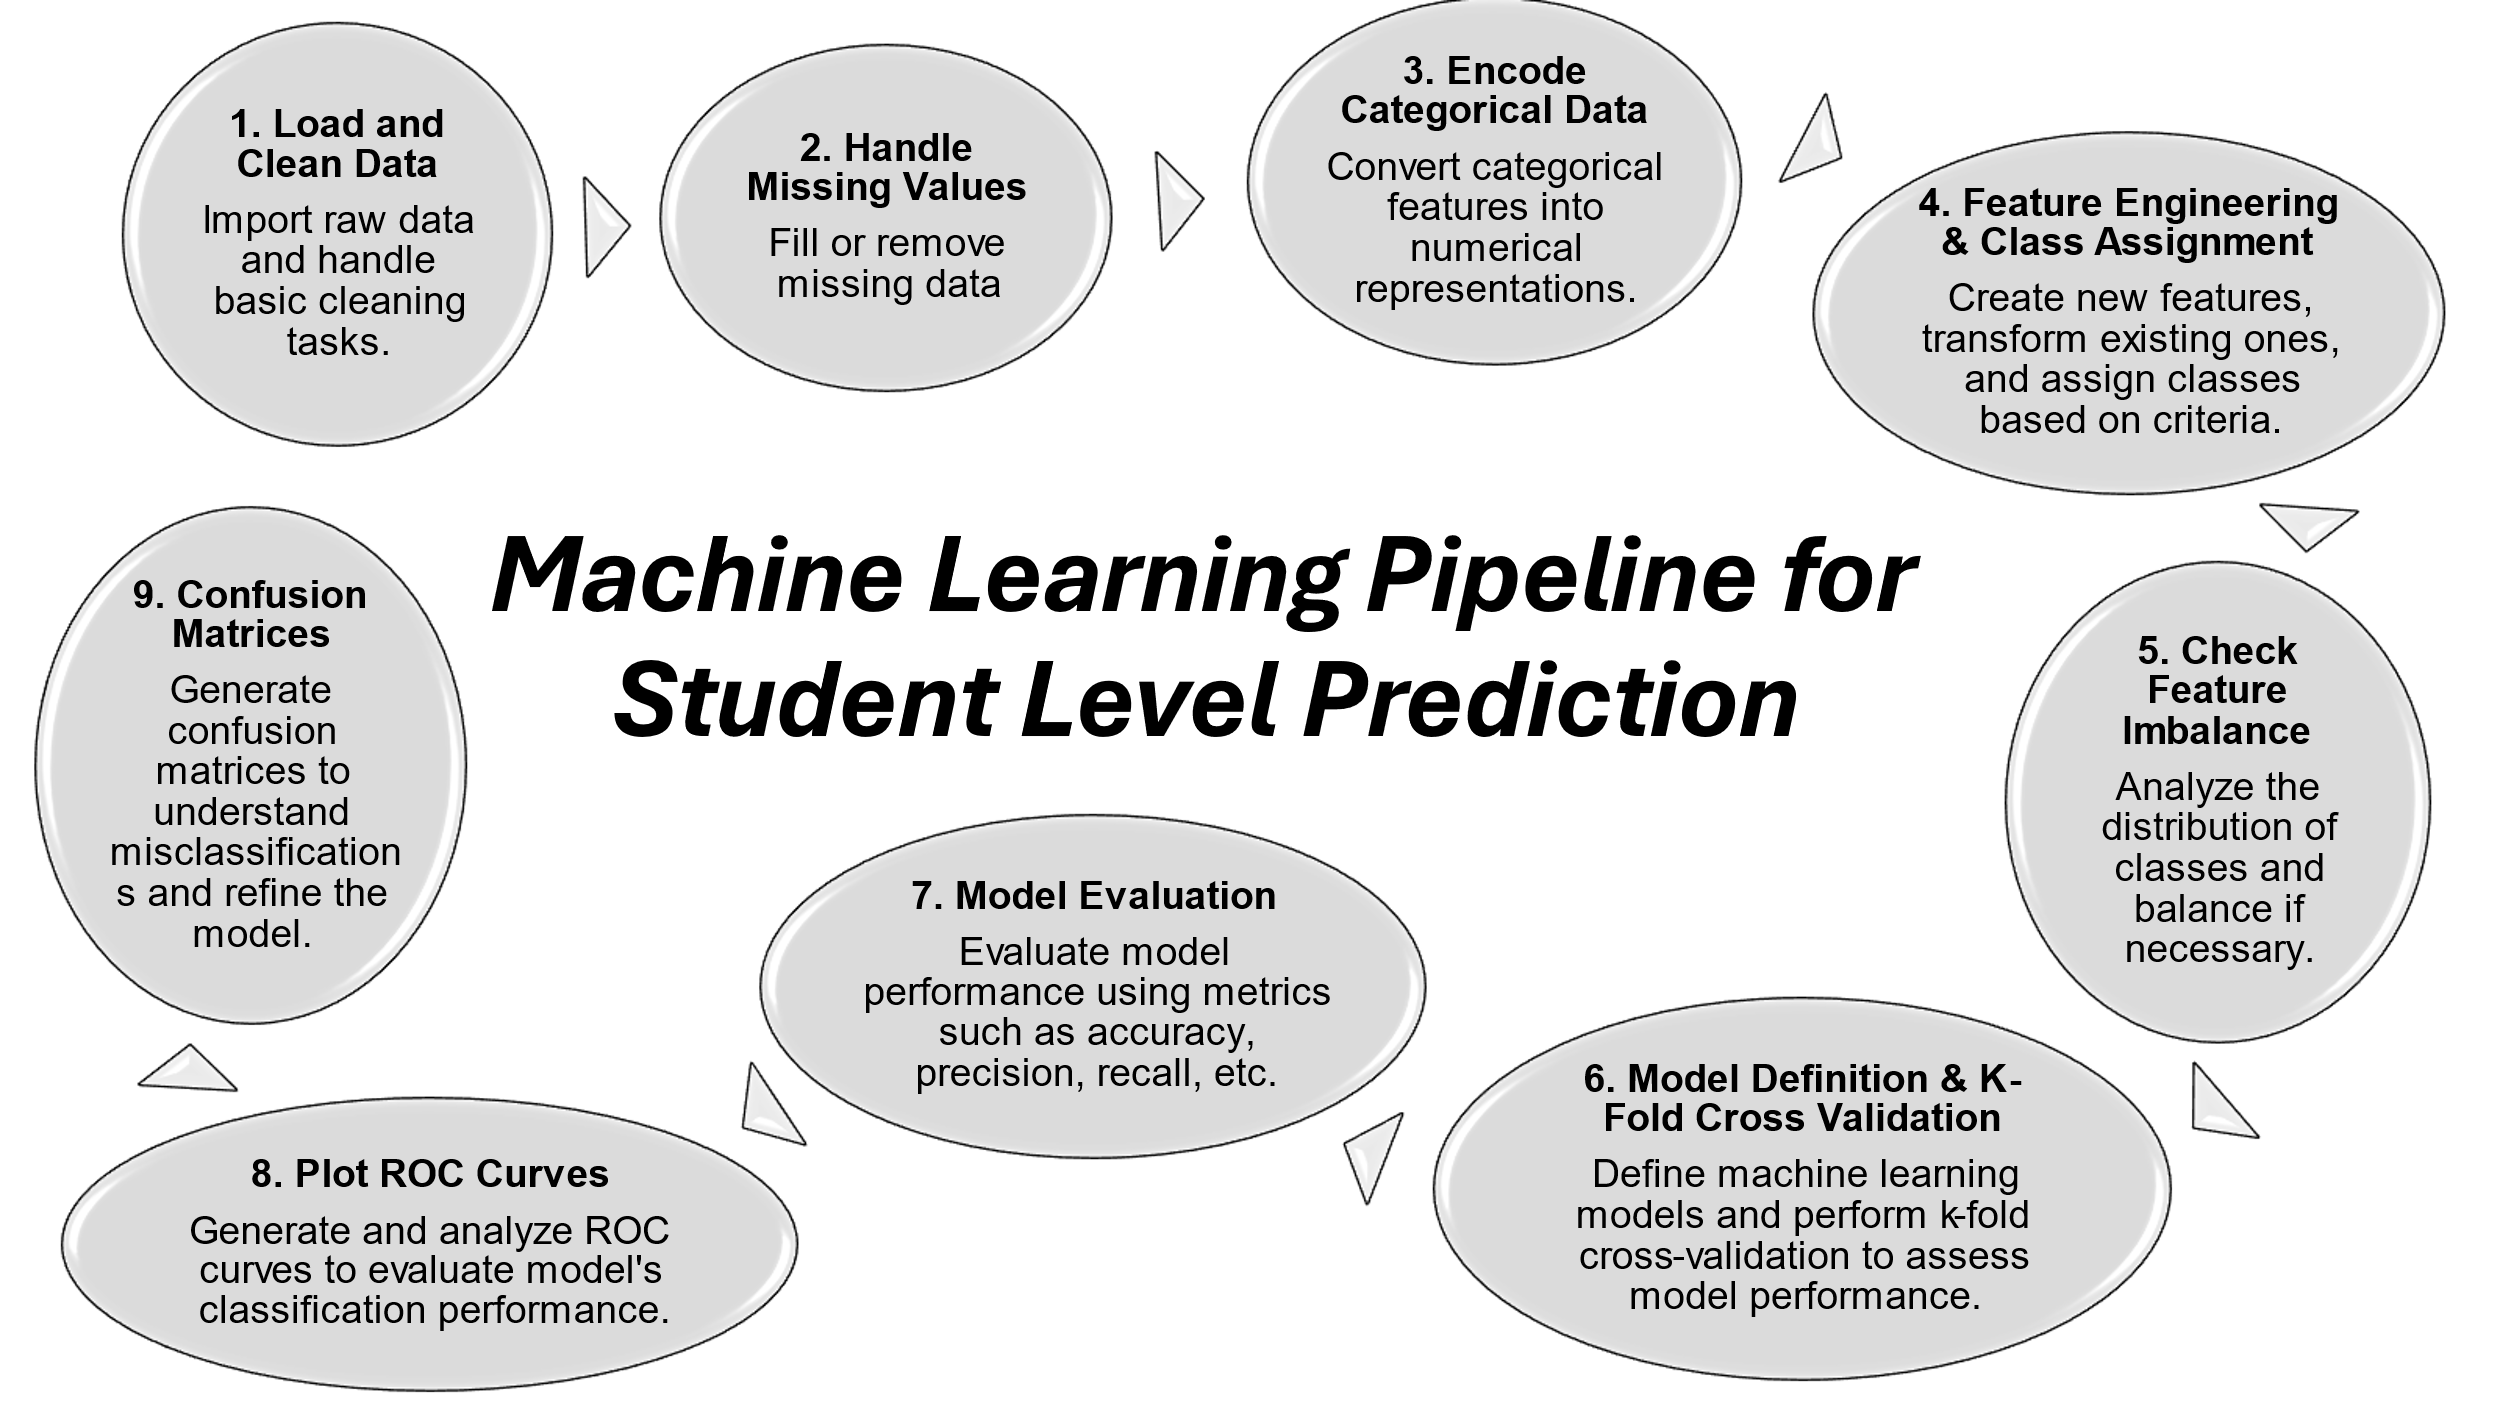 1. Load and
Clean Data
Import raw data
and handle
basic cleaning
tasks.
2. Handle
Missing Values
Fill or remove
missing data
3. Encode
Categorical Data
Convert categorical
features into
numerical
representations.
4. Feature Engineering
& Class Assignment
Create new features,
transform existing ones,
and assign classes
based on criteria.
Machine Learning Pipeline for
Student Level Prediction
5. Check
Feature
Imbalance
Analyze the
distribution of
classes and
balance if
necessary.
6. Model Definition & K-
Fold Cross Validation
Define machine learning
models and perform k-fold
cross-validation to assess
model performance.
7. Model Evaluation
Evaluate model
performance using metrics
such as accuracy,
precision, recall, etc.
8. Plot ROC Curves
Generate and analyze ROC
curves to evaluate model's
classification performance.
9. Confusion
Matrices
Generate
confusion
matrices to
understand
misclassification
s and refine the
model.